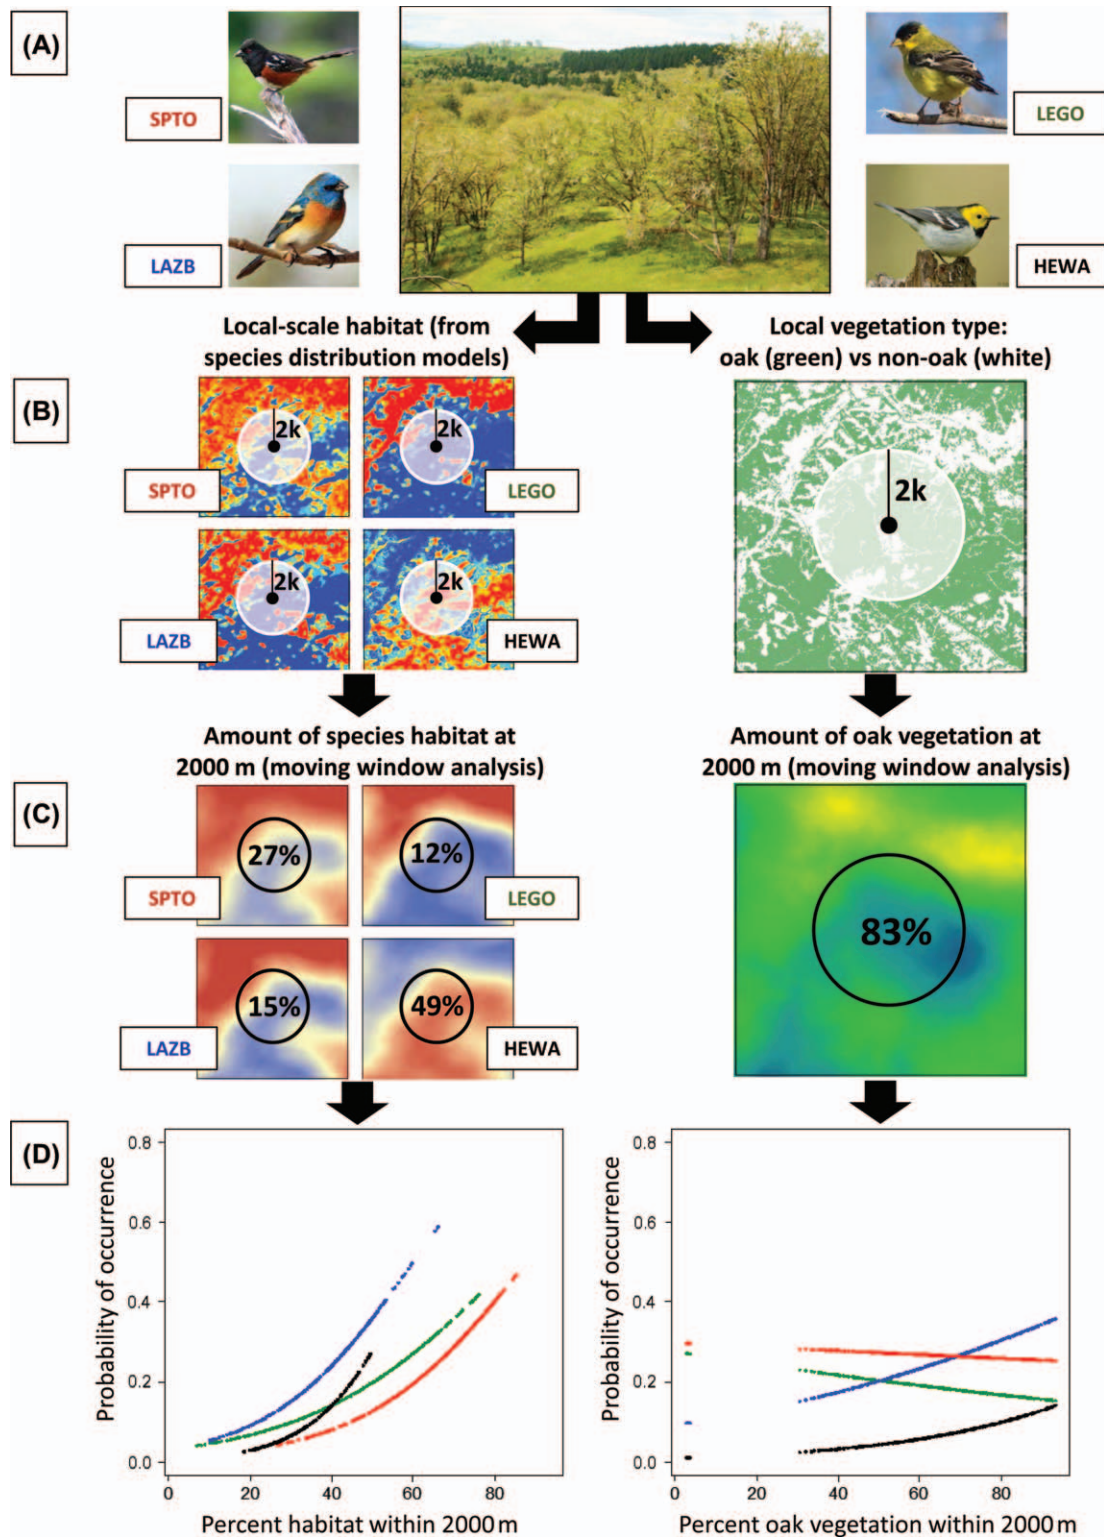 (A)
SPTO
LEGO
LAZB
HEWA
Local-scale habitat (from
species distribution models)
Local vegetation type:
oak (green) vs non-oak (white)
(B)
2k
2k
SPTO
LEGO
2k
2k
2k
LAZB
HEWA
Amount of species habitat at
2000 m (moving window analysis)
Amount of oak vegetation at
2000 m (moving window analysis)
(C)
27%
12%
SPTO
LEGO
83%
15%
49%
LAZB
HEWA
(D)
Probability of occurrence
0.8
0.6
0.4
0.2
0.0
0 20 40 60 80
Percent habitat within 2000 m
Probability of occurrence
0.8
0.6
0.4
0.2
0.0
0 20 40 60 80
Percent oak vegetation within 2000 m